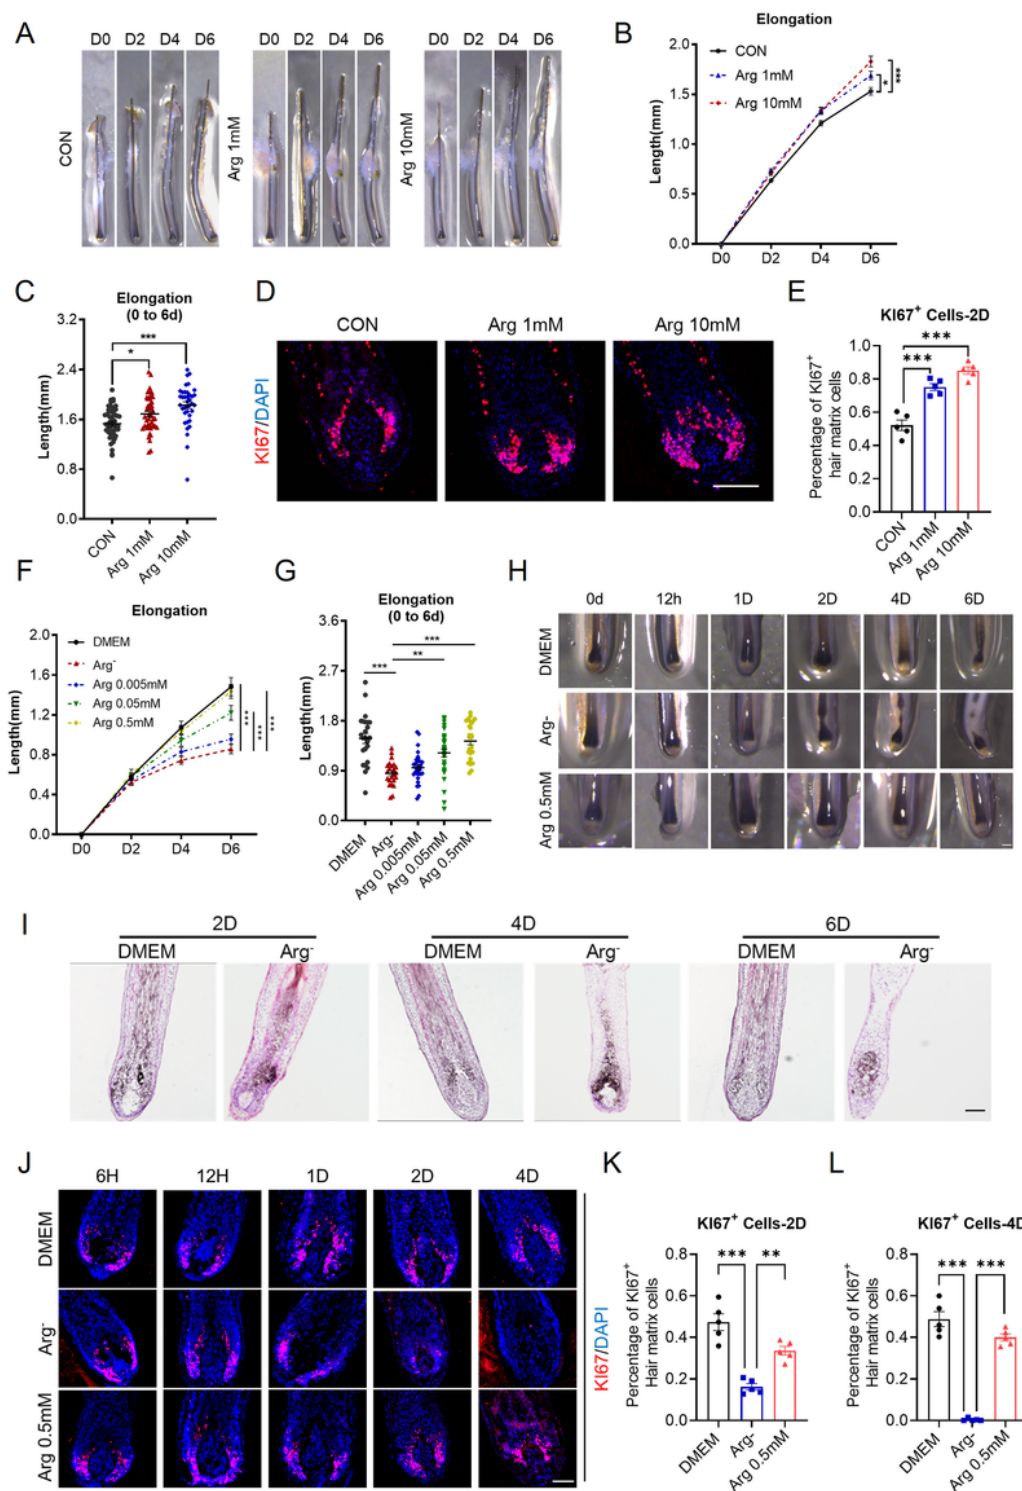 A
D0 D2 D4 D6
D0 D2 D4 D6
D0 D2 D4 D6
CON
Arg 1mM
Arg 10mM
B
Elongation
CON
Arg 1mM
Arg 10mM
*
***
Length(mm)
2.0
1.5
1.0
0.5
0.0
D0 D2 D4 D6
C
Elongation
(0 to 6d)
***
*
Length(mm)
3.2
2.4
1.6
0.8
0.0
CON
Arg 1mM
Arg 10mM
D
CON Arg 1mM Arg 10mM
KI67/DAPI
E
KI67+ Cells-2D
***
***
Percentage of KI67+
hair matrix cells
1.0
0.8
0.6
0.4
0.2
0.0
CON
Arg 1mM
Arg 10mM
F
Elongation
DMEM
Arg-
Arg 0.005mM
Arg 0.05mM
Arg 0.5mM
***
***
***
Length(mm)
2.0
1.6
1.2
0.8
0.4
0.0
D0 D2 D4 D6
G
Elongation
(0 to 6d)
***
***
**
Length(mm)
3.6
2.7
1.8
0.9
0.0
DMEM
Arg-
Arg 0.005mM
Arg 0.05mM
Arg 0.5mM
H
0d 12h 1D 2D 4D 6D
DMEM
Arg-
Arg 0.5mM
I
2D 4D 6D
DMEM Arg- DMEM Arg- DMEM Arg-
J
6H 12H 1D 2D 4D
DMEM
Arg-
Arg 0.5mM
KI67/DAPI
K
KI67+ Cells-2D
*** **
Percentage of KI67+
Hair matrix cells
0.8
0.6
0.4
0.2
0.0
DMEM
Arg-
Arg 0.5mM
L
KI67+ Cells-4D
*** ***
Percentage of KI67+
Hair matrix cells
0.8
0.6
0.4
0.2
0.0
DMEM
Arg-
Arg 0.5mM